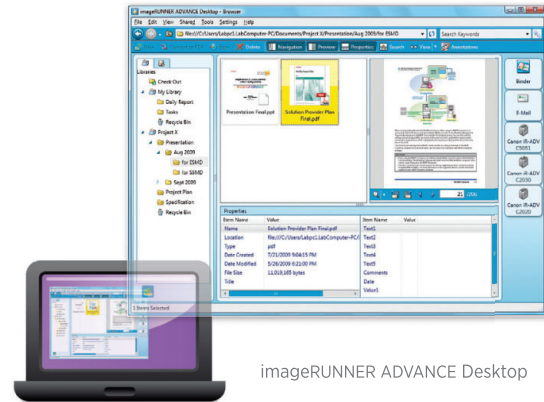 imageRUNNER ADVANCE Desktop - Browser
File Edit View Shared Tools Settings Help
file:///C:/Users/Labpc1.LabComputer PC/Documents/Project X/Presentation/Aug 2009/for ESMD
Search Keywords
Delete Navigation Preview Properties Search View Annotations
Libraries
Check Out
My Library
Daily Report
Tasks
Recycle Bin
Project X
Presentation
Aug 2009
for ESMD
for SSMD
Sept 2009
Project Plan
Specification
Recycle Bin
Presentation Final.ppt
Solution Provider Plan Final.pdf
21
Binder
E-Mail
Canon iR-ADV C5051
Canon iR-ADV C2030
Canon iR-ADV C2020
Properties
Item Name Value Item Name Value
Name Solution Provider Plan Final.pdf Text1
Location file:///C:/Users/Labpc1.LabComputer-PC/ Text2
Type pdf Text3
Date Created 7/21/2009 9:04:19 PM Text4
Date Modified 5/26/2009 6:21:00 PM Text5
File Size 11,019,165 bytes Comments
Title Date
Value1
1 Items Selected
imageRUNNER ADVANCE Desktop